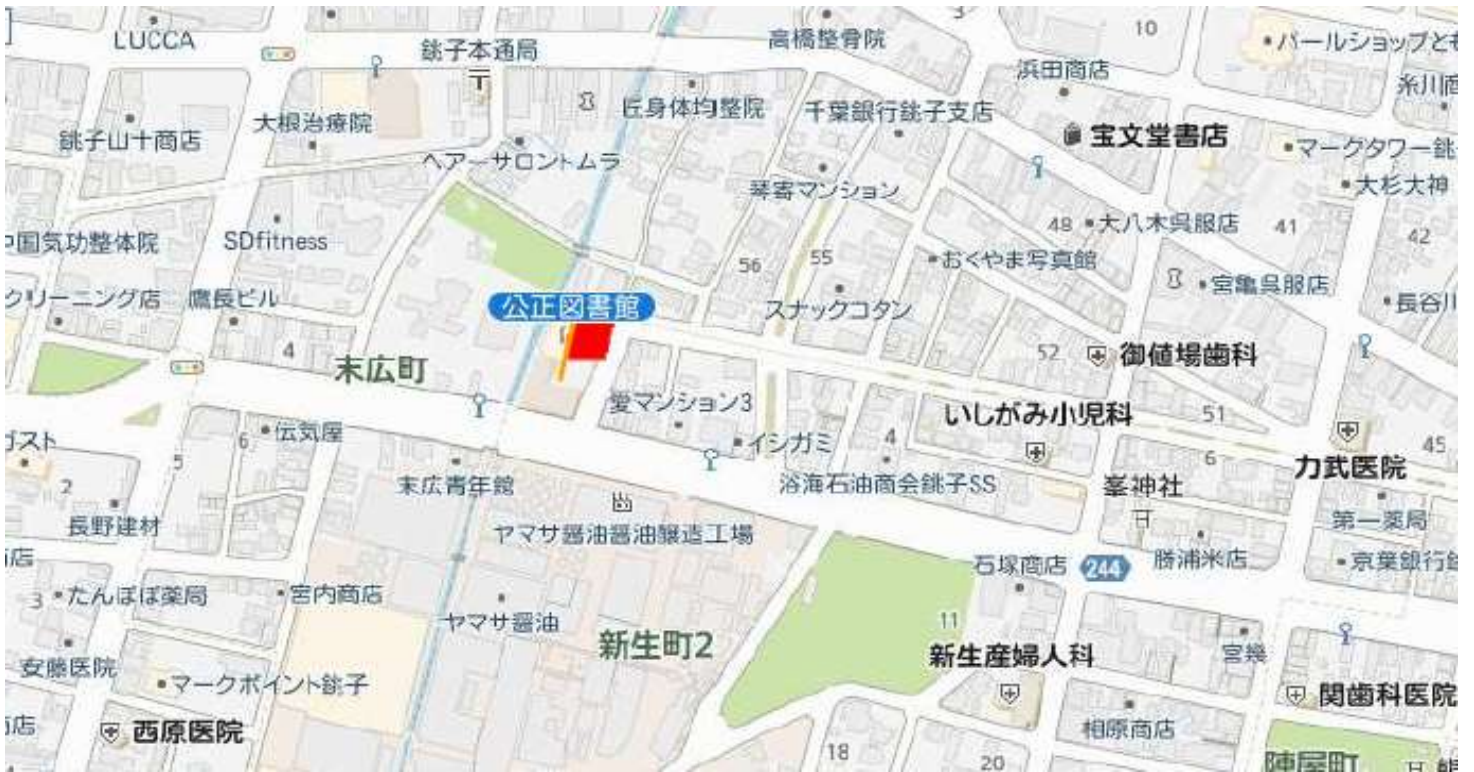 LUCCA
銚子本通局
高橋整骨院
3
10
パールショップとも
浜田商店
糸川商
銚子山十商店
大根治療院
匠身体均整院
千葉銀行銚子支店
宝文堂書店
マークタワー銚
ヘアーサロントムラ
琴寄マンション
大杉大神
中国気功整体院
SDfitness
56
55
48
大八木呉服店
41
42
おくやま写真館
クリーニング店
鷹長ビル
公正図書館
スナックコタン
宮亀呉服店
長谷川
4
末広町
52
御値場歯科
愛マンション3
いしがみ小児科
51
ガスト
6
伝気屋
イシガミ
4
45
5
6
力武医院
2
末広青年館
浴海石油商会銚子SS
峯神社
長野建材
ヤマサ醤油醤油醸造工場
第一薬局
石塚商店
244
勝浦米店
京葉銀行銚
店
3
たんぽぽ薬局
宮内商店
ヤマサ醤油
新生町2
11
新生産婦人科
宮幾
安藤医院
マークポイント銚子
関歯科医院
店
西原医院
相原商店
18
20
陣屋町